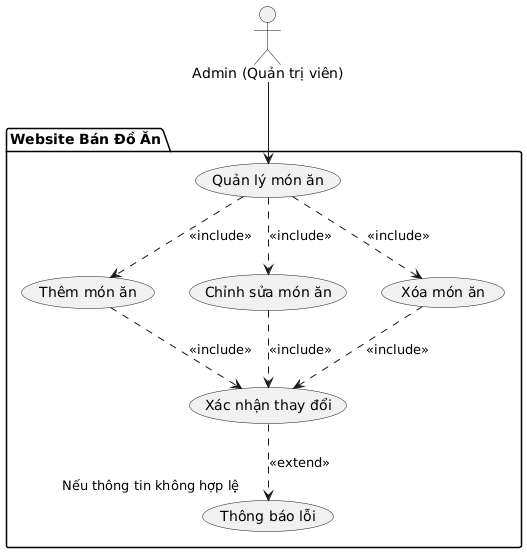 Admin (Quản trị viên)
Website Bán Đồ Ăn
Quản lý món ăn
«include»
«include»
«include»
Thêm món ăn
Chỉnh sửa món ăn
Xóa món ăn
«include»
«include»
«include»
Xác nhận thay đổi
«extend»
Nếu thông tin không hợp lệ
Thông báo lỗi